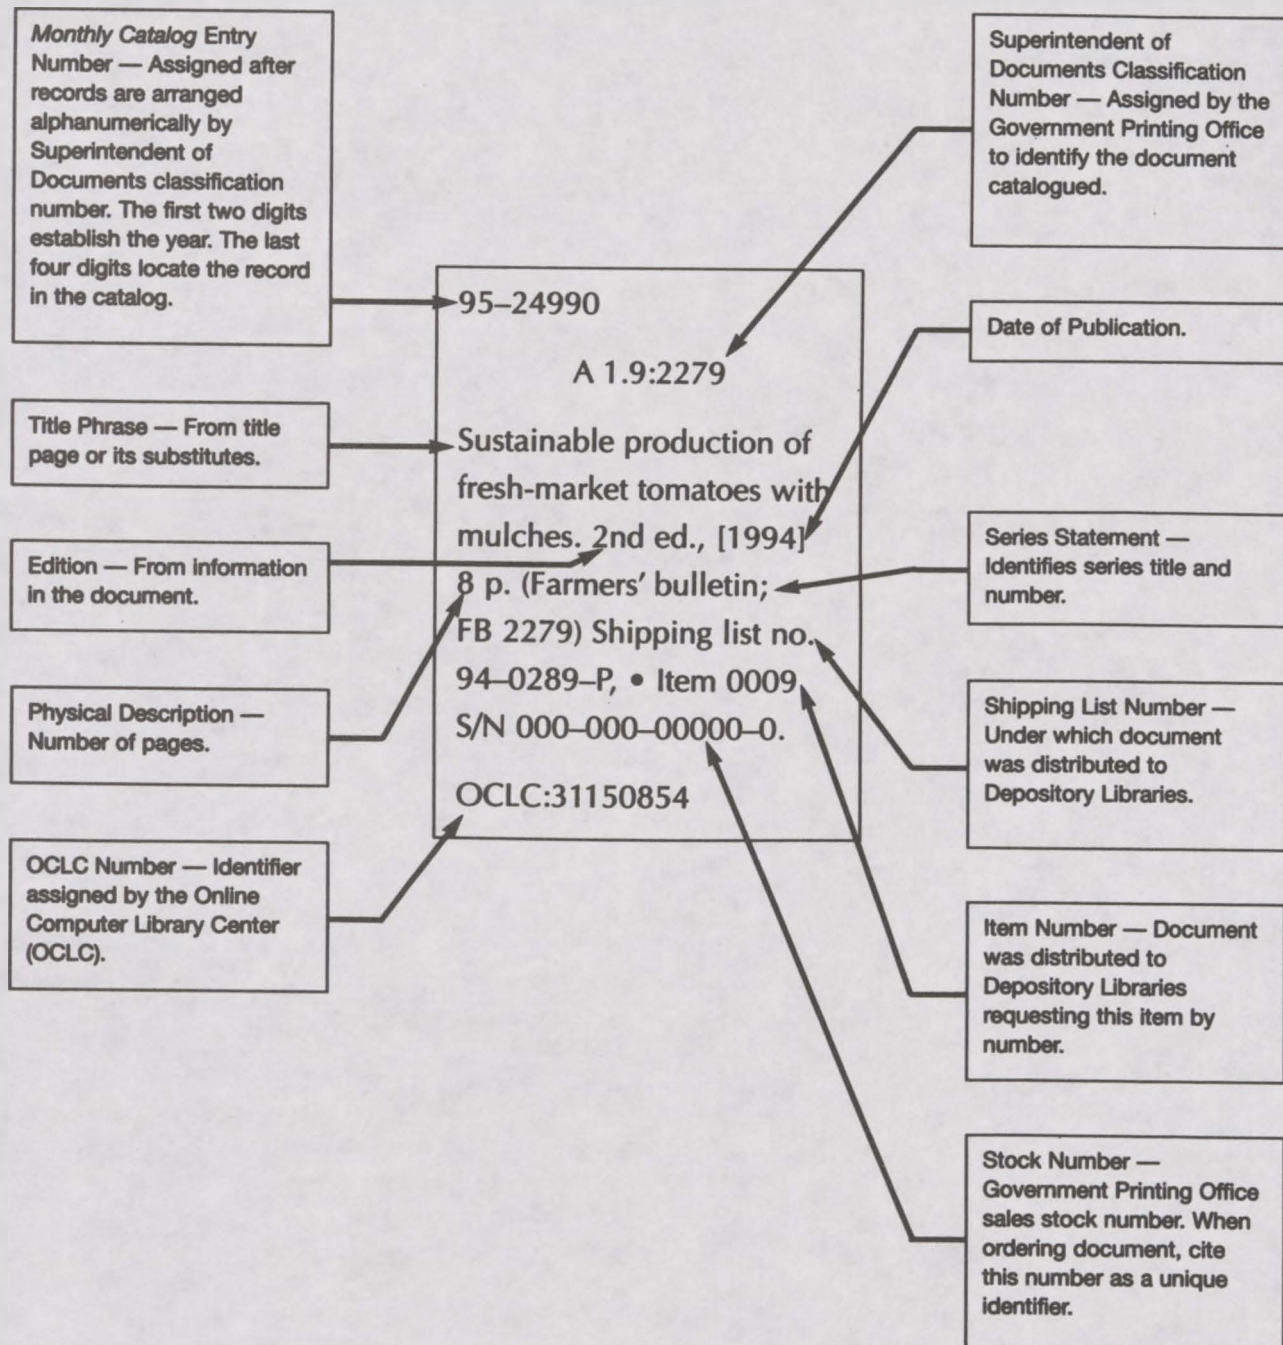 Monthly Catalog Entry
Number — Assigned after
records are arranged
alphanumerically by
Superintendent of
Documents classification
number. The first two digits
establish the year. The last
four digits locate the record
in the catalog.
Title Phrase — From title
page or its substitutes.
Edition — From information
in the document.
Physical Description —
Number of pages.
OCLC Number — Identifier
assigned by the Online
Computer Library Center
(OCLC).
95–24990
A 1.9:2279
Sustainable production of
fresh-market tomatoes with
mulches. 2nd ed., [1994]
8 p. (Farmers’ bulletin;
FB 2279) Shipping list no.
94–0289–P, • Item 0009
S/N 000–000–00000–0.
OCLC:31150854
Superintendent of
Documents Classification
Number — Assigned by the
Government Printing Office
to identify the document
catalogued.
Date of Publication.
Series Statement —
Identifies series title and
number.
Shipping List Number —
Under which document
was distributed to
Depository Libraries.
Item Number — Document
was distributed to
Depository Libraries
requesting this item by
number.
Stock Number —
Government Printing Office
sales stock number. When
ordering document, cite
this number as a unique
identifier.